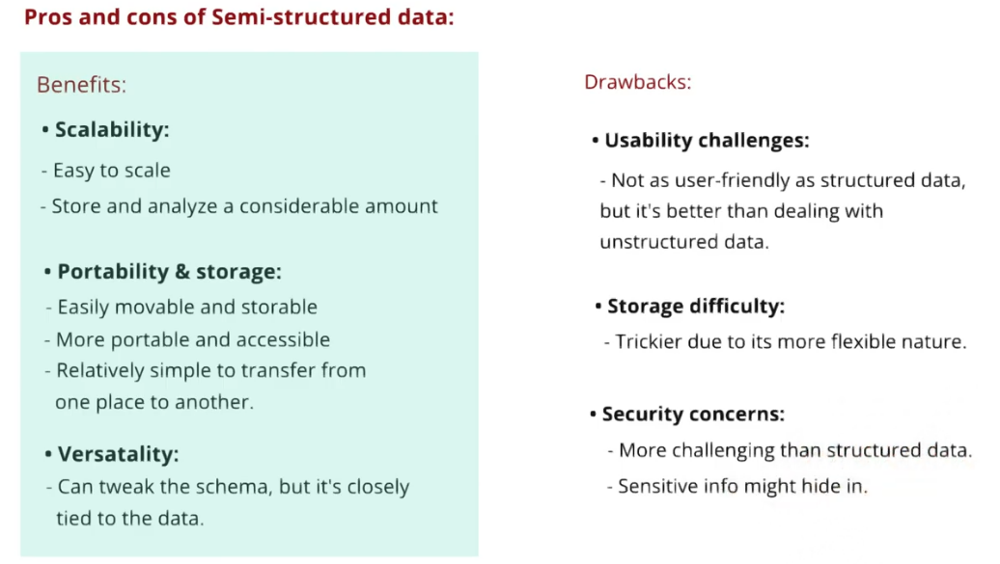 Pros and cons of Semi-structured data:
Benefits:
• Scalability:
- Easy to scale
- Store and analyze a considerable amount
• Portability & storage:
- Easily movable and storable
- More portable and accessible
- Relatively simple to transfer from
one place to another.
• Versatality:
- Can tweak the schema, but it's closely
tied to the data.
Drawbacks:
• Usability challenges:
- Not as user-friendly as structured data,
but it's better than dealing with
unstructured data.
• Storage difficulty:
- Trickier due to its more flexible nature.
• Security concerns:
- More challenging than structured data.
- Sensitive info might hide in.